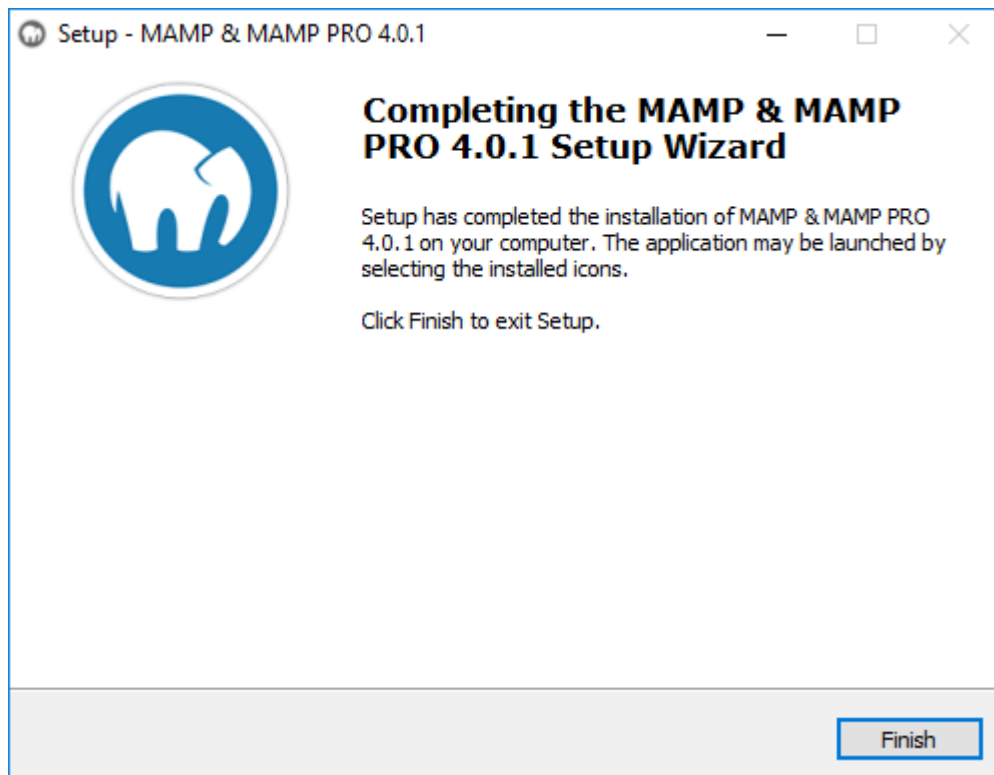 Setup - MAMP & MAMP PRO 4.0.1
Completing the MAMP & MAMP
PRO 4.0.1 Setup Wizard
Setup has completed the installation of MAMP & MAMP PRO
4.0.1 on your computer. The application may be launched by
selecting the installed icons.
Click Finish to exit Setup.
Finish